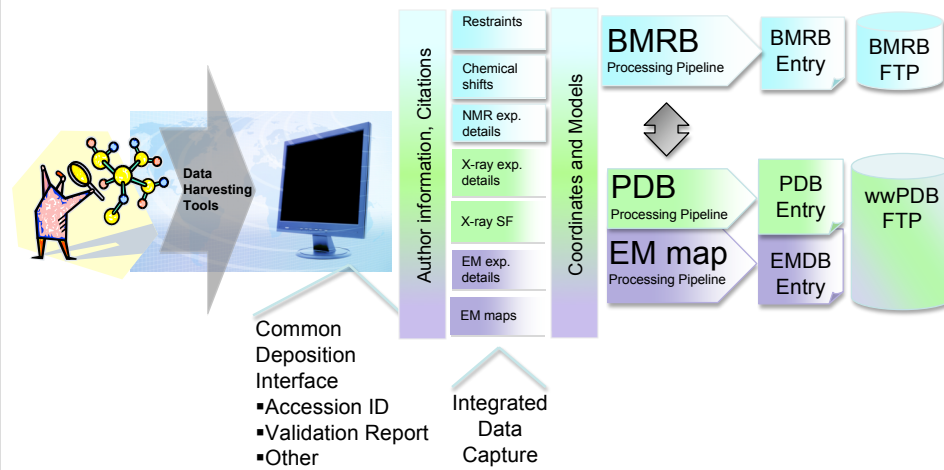 Data
Harvesting
Tools
Common
Deposition
Interface
▪Accession ID
▪Validation Report
▪Other
Author information, Citations
Restraints
Chemical
shifts
NMR exp.
details
X-ray exp.
details
X-ray SF
EM exp.
details
EM maps
Integrated
Data
Capture
Coordinates and Models
BMRB
Processing Pipeline
BMRB
Entry
BMRB
FTP
PDB
Processing Pipeline
PDB
Entry
wwPDB
FTP
EM map
Processing Pipeline
EMDB
Entry